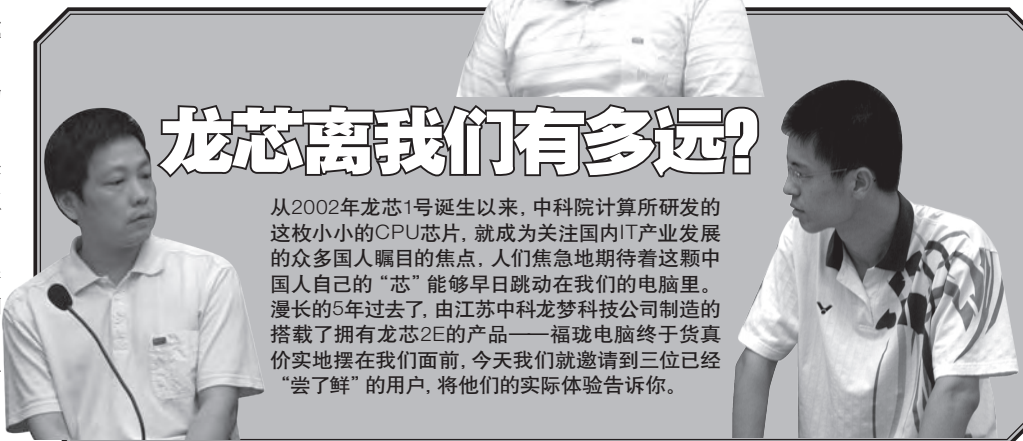 龙芯离我们有多远?
从2002年龙芯1号诞生以来, 中科院计算所研发的
这枚小小的CPU芯片, 就成为关注国内IT产业发展
的众多国人瞩目的焦点, 人们焦急地期待着这颗中
国人自己的“芯”能够早日跳动在我们的电脑里。
漫长的5年过去了, 由江苏中科龙梦科技公司制造的
搭载了拥有龙芯2E的产品——福珑电脑终于货真
价实地摆在我们面前, 今天我们就邀请到三位已经
“尝了鲜”的用户, 将他们的实际体验告诉你。